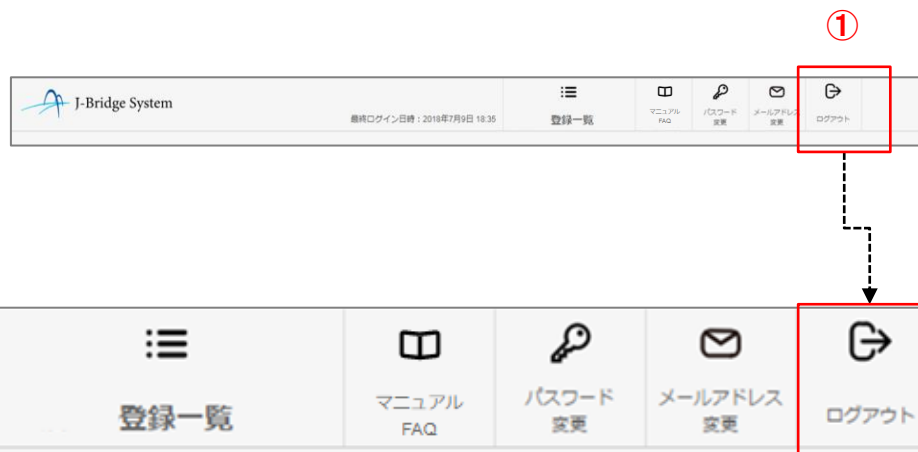 ①
J-Bridge System
最終ログイン日時：2018年7月9日 18:35
登録一覧
マニュアル
FAQ
パスワード
変更
メールアドレス
変更
ログアウト
登録一覧
マニュアル
FAQ
パスワード
変更
メールアドレス
変更
ログアウト